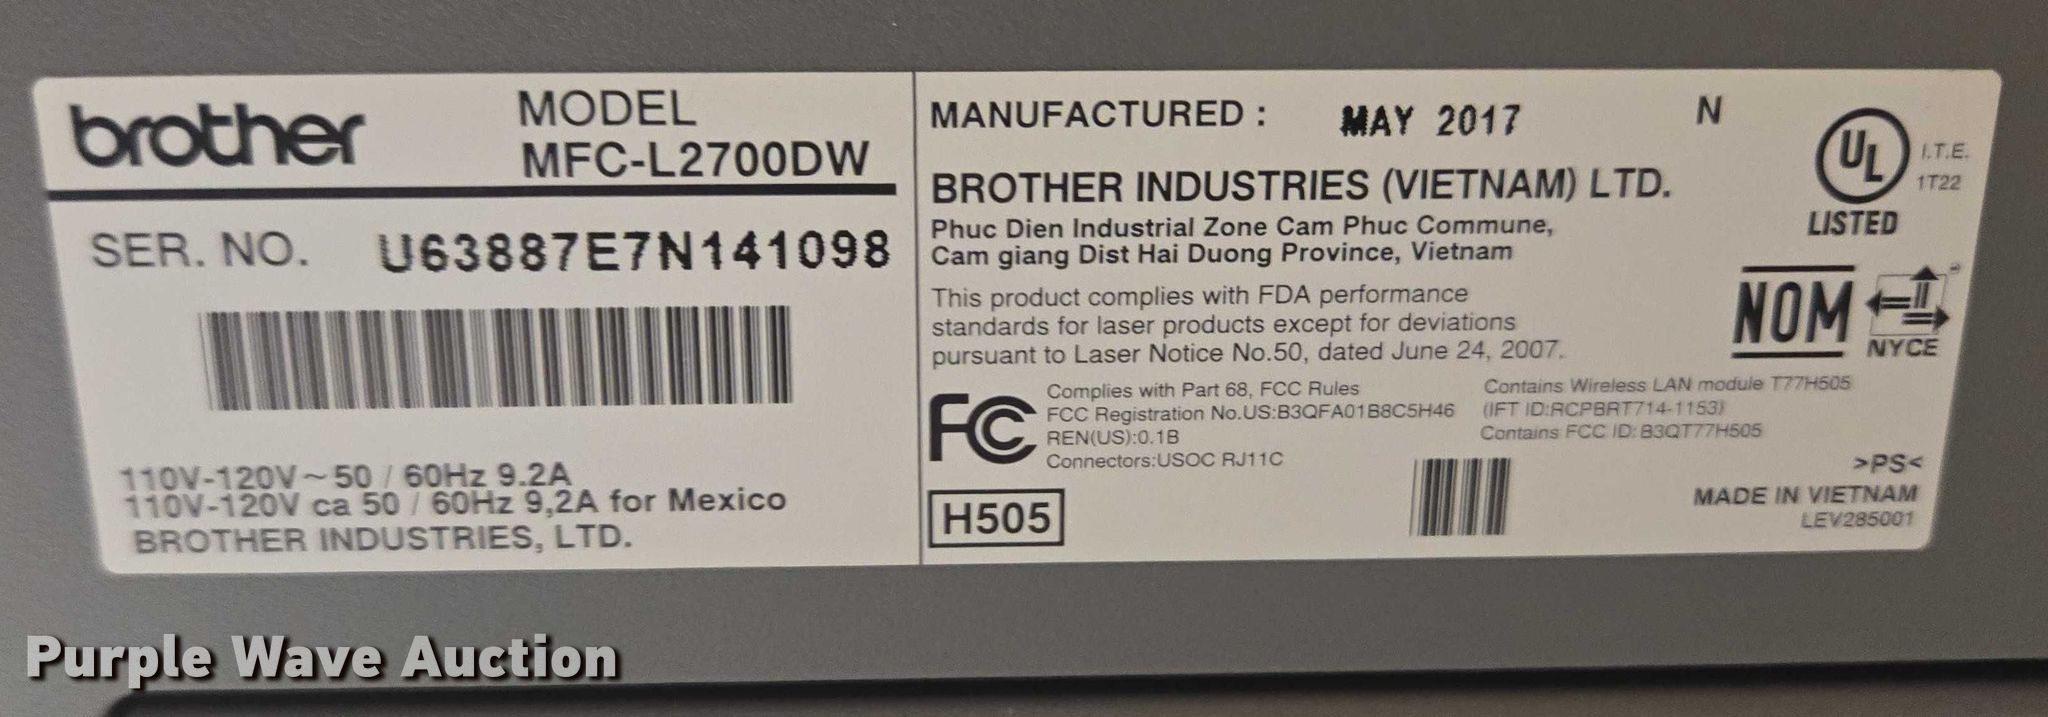 brother
MODEL
MFC-L2700DW
SER. NO. U63887E7N141098
110V-120V ~ 50 / 60Hz 9.2A
110V-120V ca 50 / 60Hz 9,2A for Mexico
BROTHER INDUSTRIES, LTD.
MANUFACTURED : MAY 2017 N
BROTHER INDUSTRIES (VIETNAM) LTD.
Phuc Dien Industrial Zone Cam Phuc Commune,
Cam giang Dist Hai Duong Province, Vietnam
This product complies with FDA performance
standards for laser products except for deviations
pursuant to Laser Notice No.50, dated June 24, 2007.
FC
Complies with Part 68, FCC Rules
FCC Registration No.US:B3QFA01B8C5H46
REN(US):0.1B
Connectors:USOC RJ11C
H505
UL
I.T.E.
1T22
LISTED
NOM
NYCE
Contains Wireless LAN module T77H505
(IFT ID:RCPBRT714-1153)
Contains FCC ID: B3QT77H505
>PS<
MADE IN VIETNAM
LEV285001
Purple Wave Auction